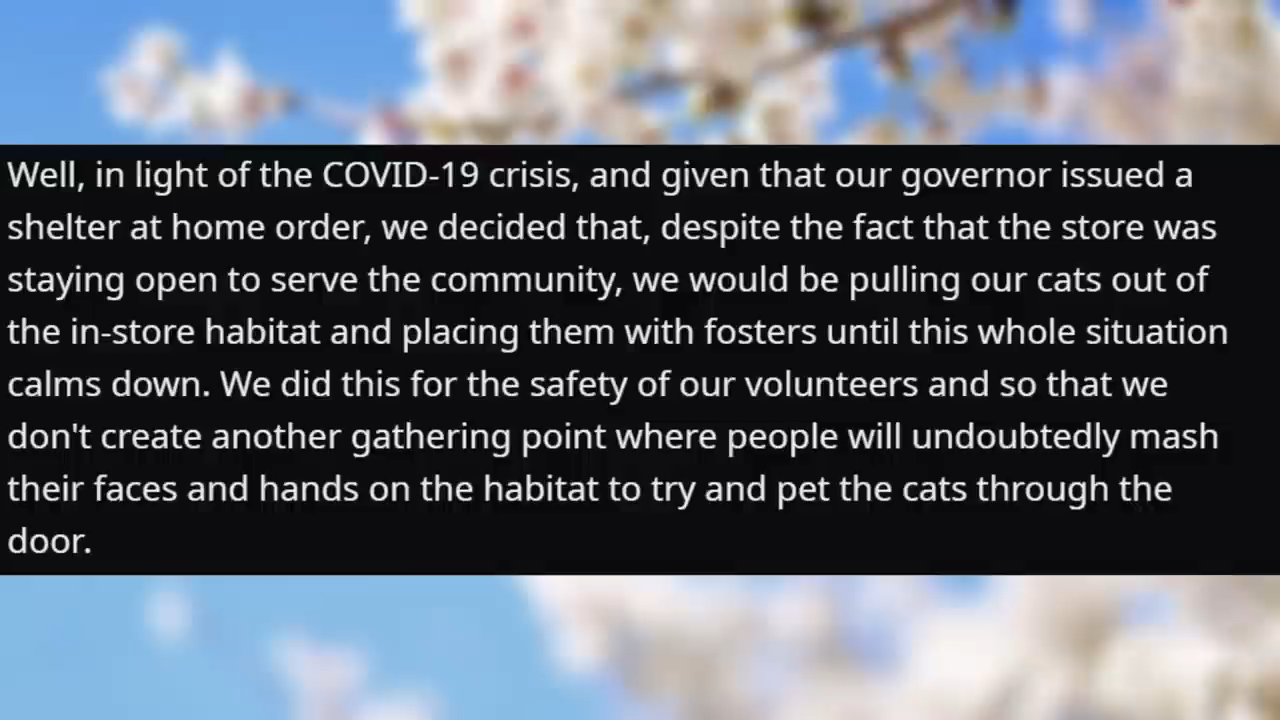 Well, in light of the COVID-19 crisis, and given that our governor issued a
shelter at home order, we decided that, despite the fact that the store was
staying open to serve the community, we would be pulling our cats out of
the in-store habitat and placing them with fosters until this whole situation
calms down. We did this for the safety of our volunteers and so that we
don't create another gathering point where people will undoubtedly mash
their faces and hands on the habitat to try and pet the cats through the
door.